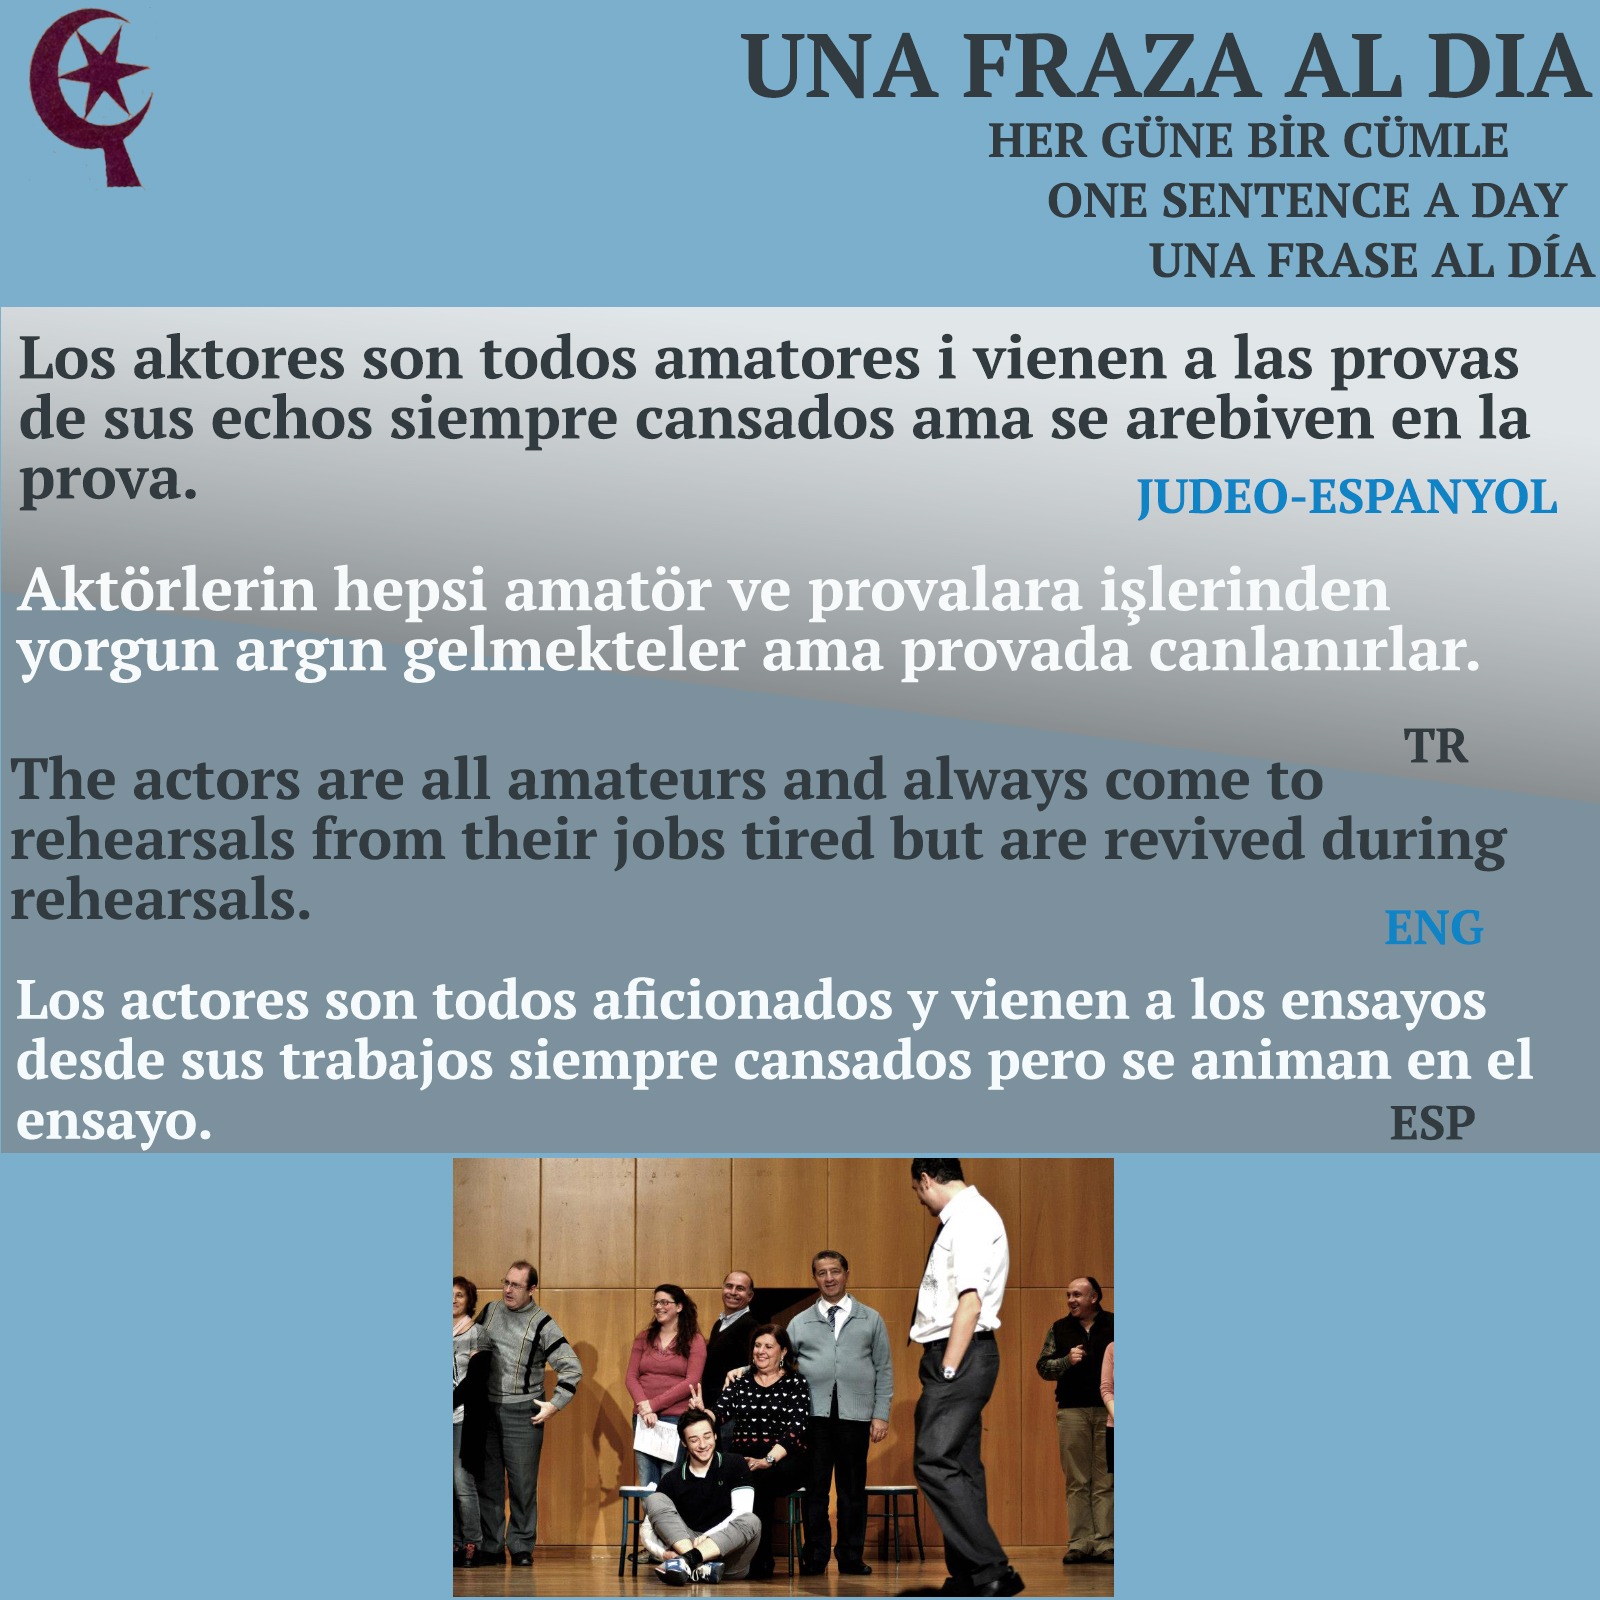 UNA FRAZA AL DIA
HER GÜNE BİR CÜMLE
ONE SENTENCE A DAY
UNA FRASE AL DÍA
Los aktores son todos amatores i vienen a las provas
de sus echos siempre cansados ama se arebiven en la
prova.
JUDEO-ESPANYOL
Aktörlerin hepsi amatör ve provalara işlerinden
yorgun argın gelmekteler ama provada canlanırlar.
TR
The actors are all amateurs and always come to
rehearsals from their jobs tired but are revived during
rehearsals.
ENG
Los actores son todos aficionados y vienen a los ensayos
desde sus trabajos siempre cansados pero se animan en el
ensayo.
ESP